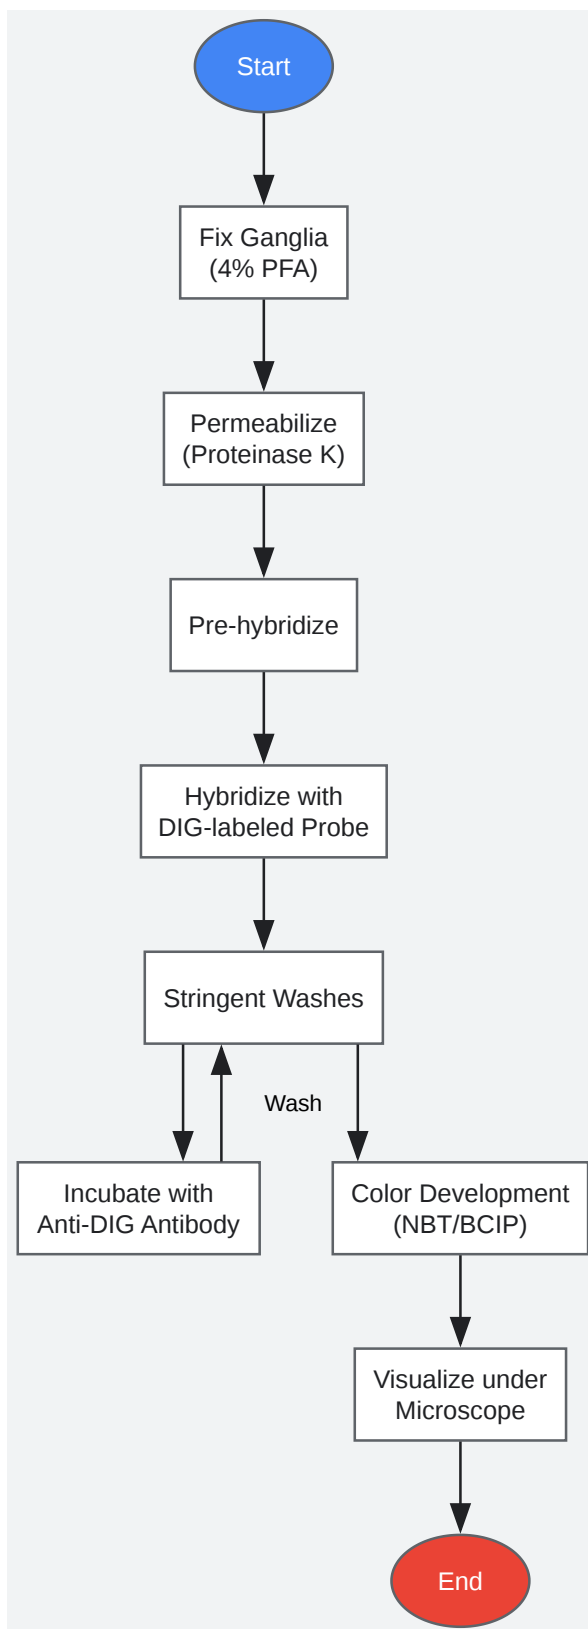 Start
Fix Ganglia
(4% PFA)
Permeabilize
(Proteinase K)
Pre-hybridize
Hybridize with
DIG-labeled Probe
Stringent Washes
Wash
Incubate with
Anti-DIG Antibody
Color Development
(NBT/BCIP)
Visualize under
Microscope
End